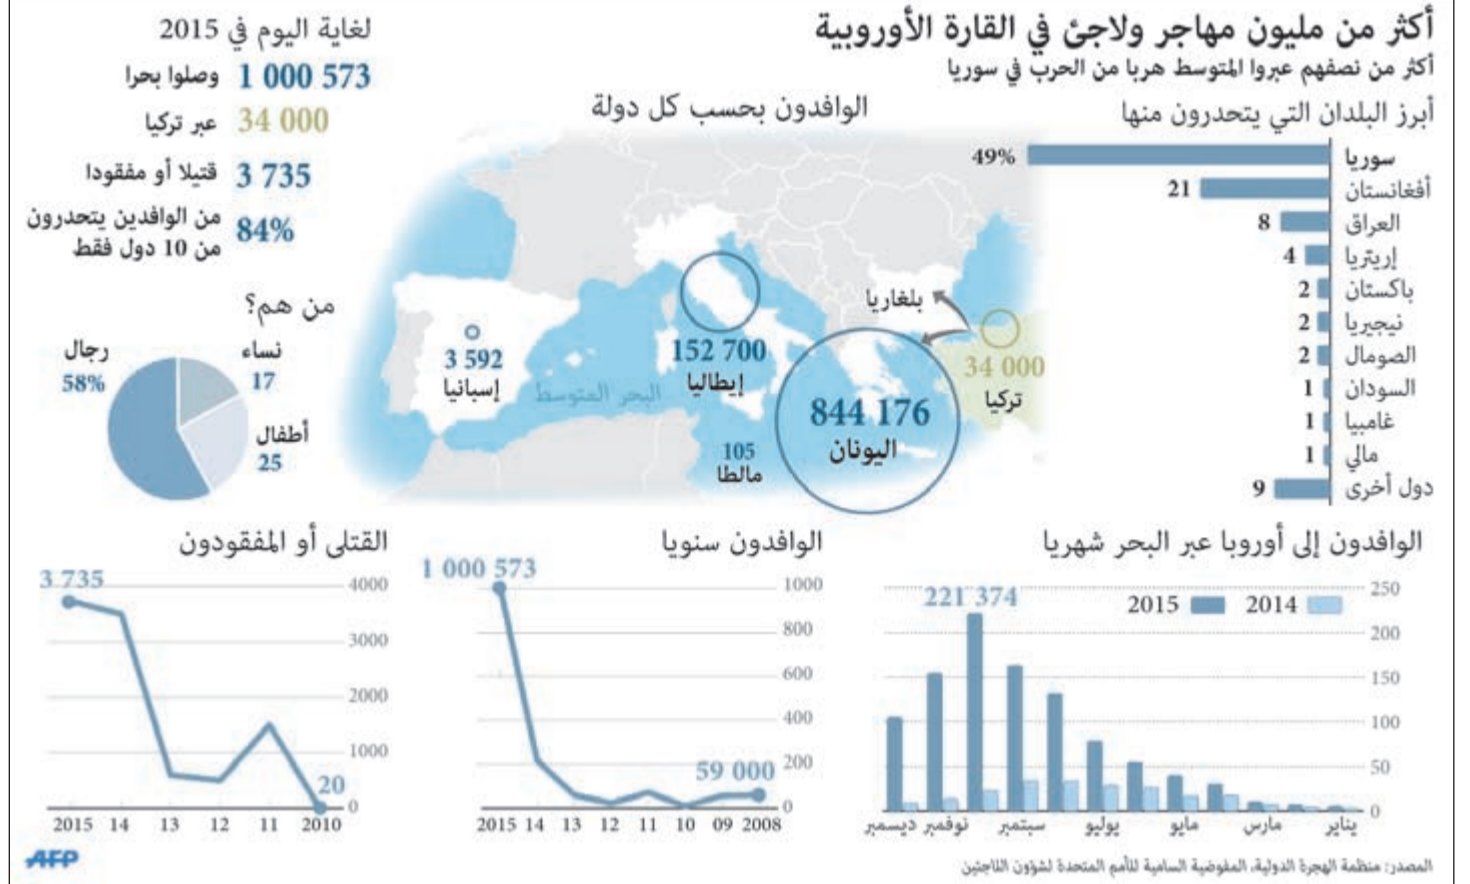 أكثر من مليون مهاجر ولاجئ في القارة الأوروبية
أكثر من نصفهم عبروا المتوسط هربا من الحرب في سوريا
أبرز البلدان التي يتحدرون منها
سوريا 49%
أفغانستان 21
العراق 8
إريتريا 4
باكستان 2
نيجيريا 2
الصومال 2
السودان 1
غامبيا 1
مالي 1
دول أخرى 9
الوافدون بحسب كل دولة
بلغاريا
34 000
تركيا
844 176
اليونان
152 700
إيطاليا
105
مالطا
البحر المتوسط
3 592
إسبانيا
لغاية اليوم في 2015
1 000 573 وصلوا بحرا
34 000 عبر تركيا
3 735 قتيلا أو مفقودا
84% من الوافدين يتحدرون
من 10 دول فقط
من هم؟
نساء
17
رجال
58%
أطفال
25
الوافدون إلى أوروبا عبر البحر شهريا
2014 2015
221 374
250
200
150
100
50
0
يناير مارس مايو يوليو سبتمبر نوفمبر ديسمبر
الوافدون سنويا
1 000 573
1000
800
600
400
200
59 000
0
2015 14 13 12 11 10 09 2008
القتلى أو المفقودون
3 735
4000
3000
2000
1000
20
0
2015 14 13 12 11 2010
المصدر: منظمة الهجرة الدولية، المفوضية السامية للأمم المتحدة لشؤون اللاجئين
AFP